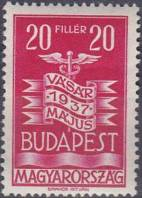 FILLÉR
20 20
VÁSÁR
1937
MÁJUS
BUDAPEST
MAGYARORSZÁG